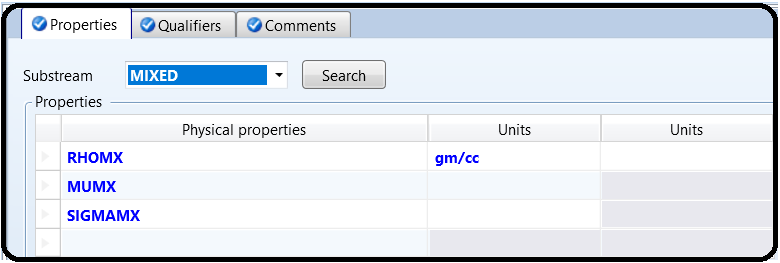 Properties Qualifiers Comments
Substream MIXED Search
Properties
Physical properties Units Units
RHOMX gm/cc
MUMX
SIGMAMX